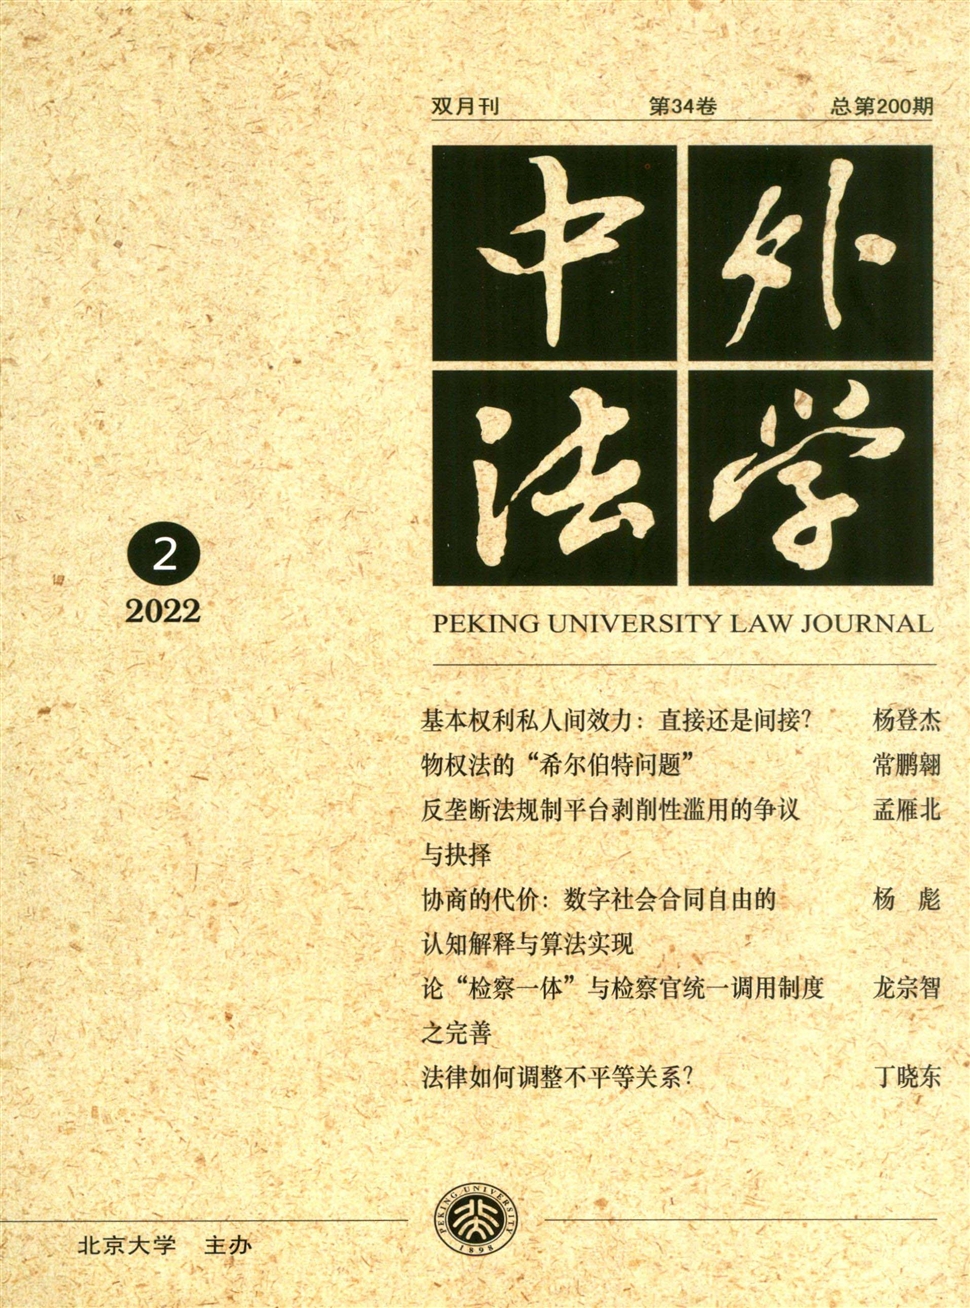 双月刊 第34卷 总第200期
中外
法学
2
2022
PEKING UNIVERSITY LAW JOURNAL
基本权利私人间效力：直接还是间接？ 杨登杰
物权法的“希尔伯特问题” 常鹏翱
反垄断法规制平台剥削性滥用的争议 孟雁北
与抉择
协商的代价：数字社会合同自由的 杨 彪
认知解释与算法实现
论“检察一体”与检察官统一调用制度 龙宗智
之完善
法律如何调整不平等关系？ 丁晓东
PEKING UNIVERSITY
1898
北京大学 主办